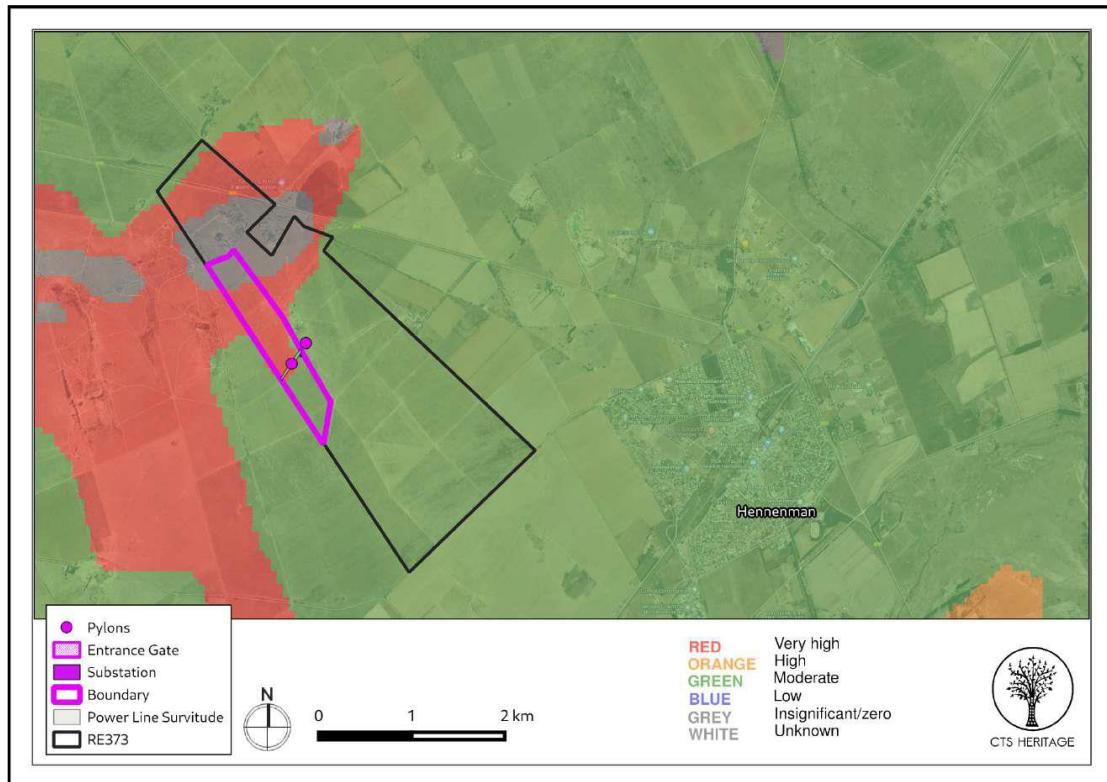 Hennenman
Pylons
Entrance Gate
Substation
Boundary
Power Line Survitude
RE373
N
0 1 2 km
RED Very high
ORANGE High
GREEN Moderate
BLUE Low
GREY Insignificant/zero
WHITE Unknown
CTS HERITAGE